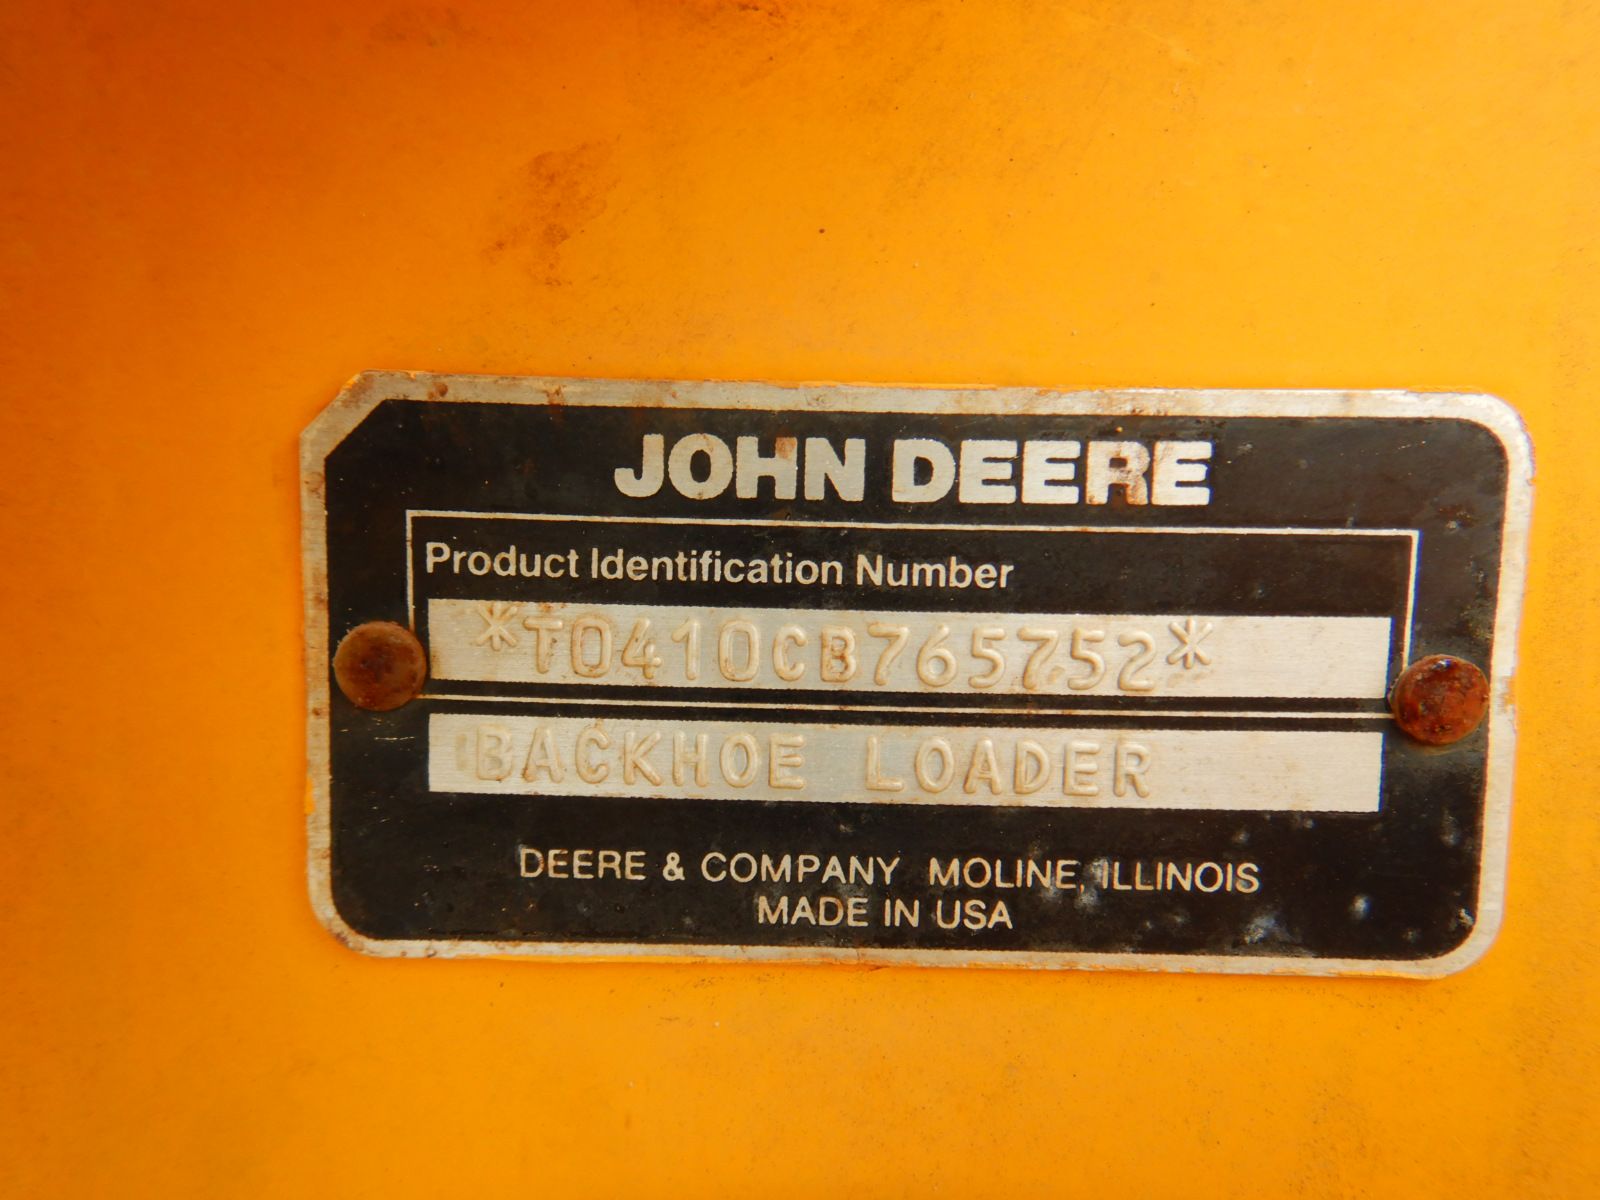 JOHN DEERE
Product Identification Number
*T0410CB765752*
BACKHOE LOADER
DEERE & COMPANY MOLINE, ILLINOIS
MADE IN USA